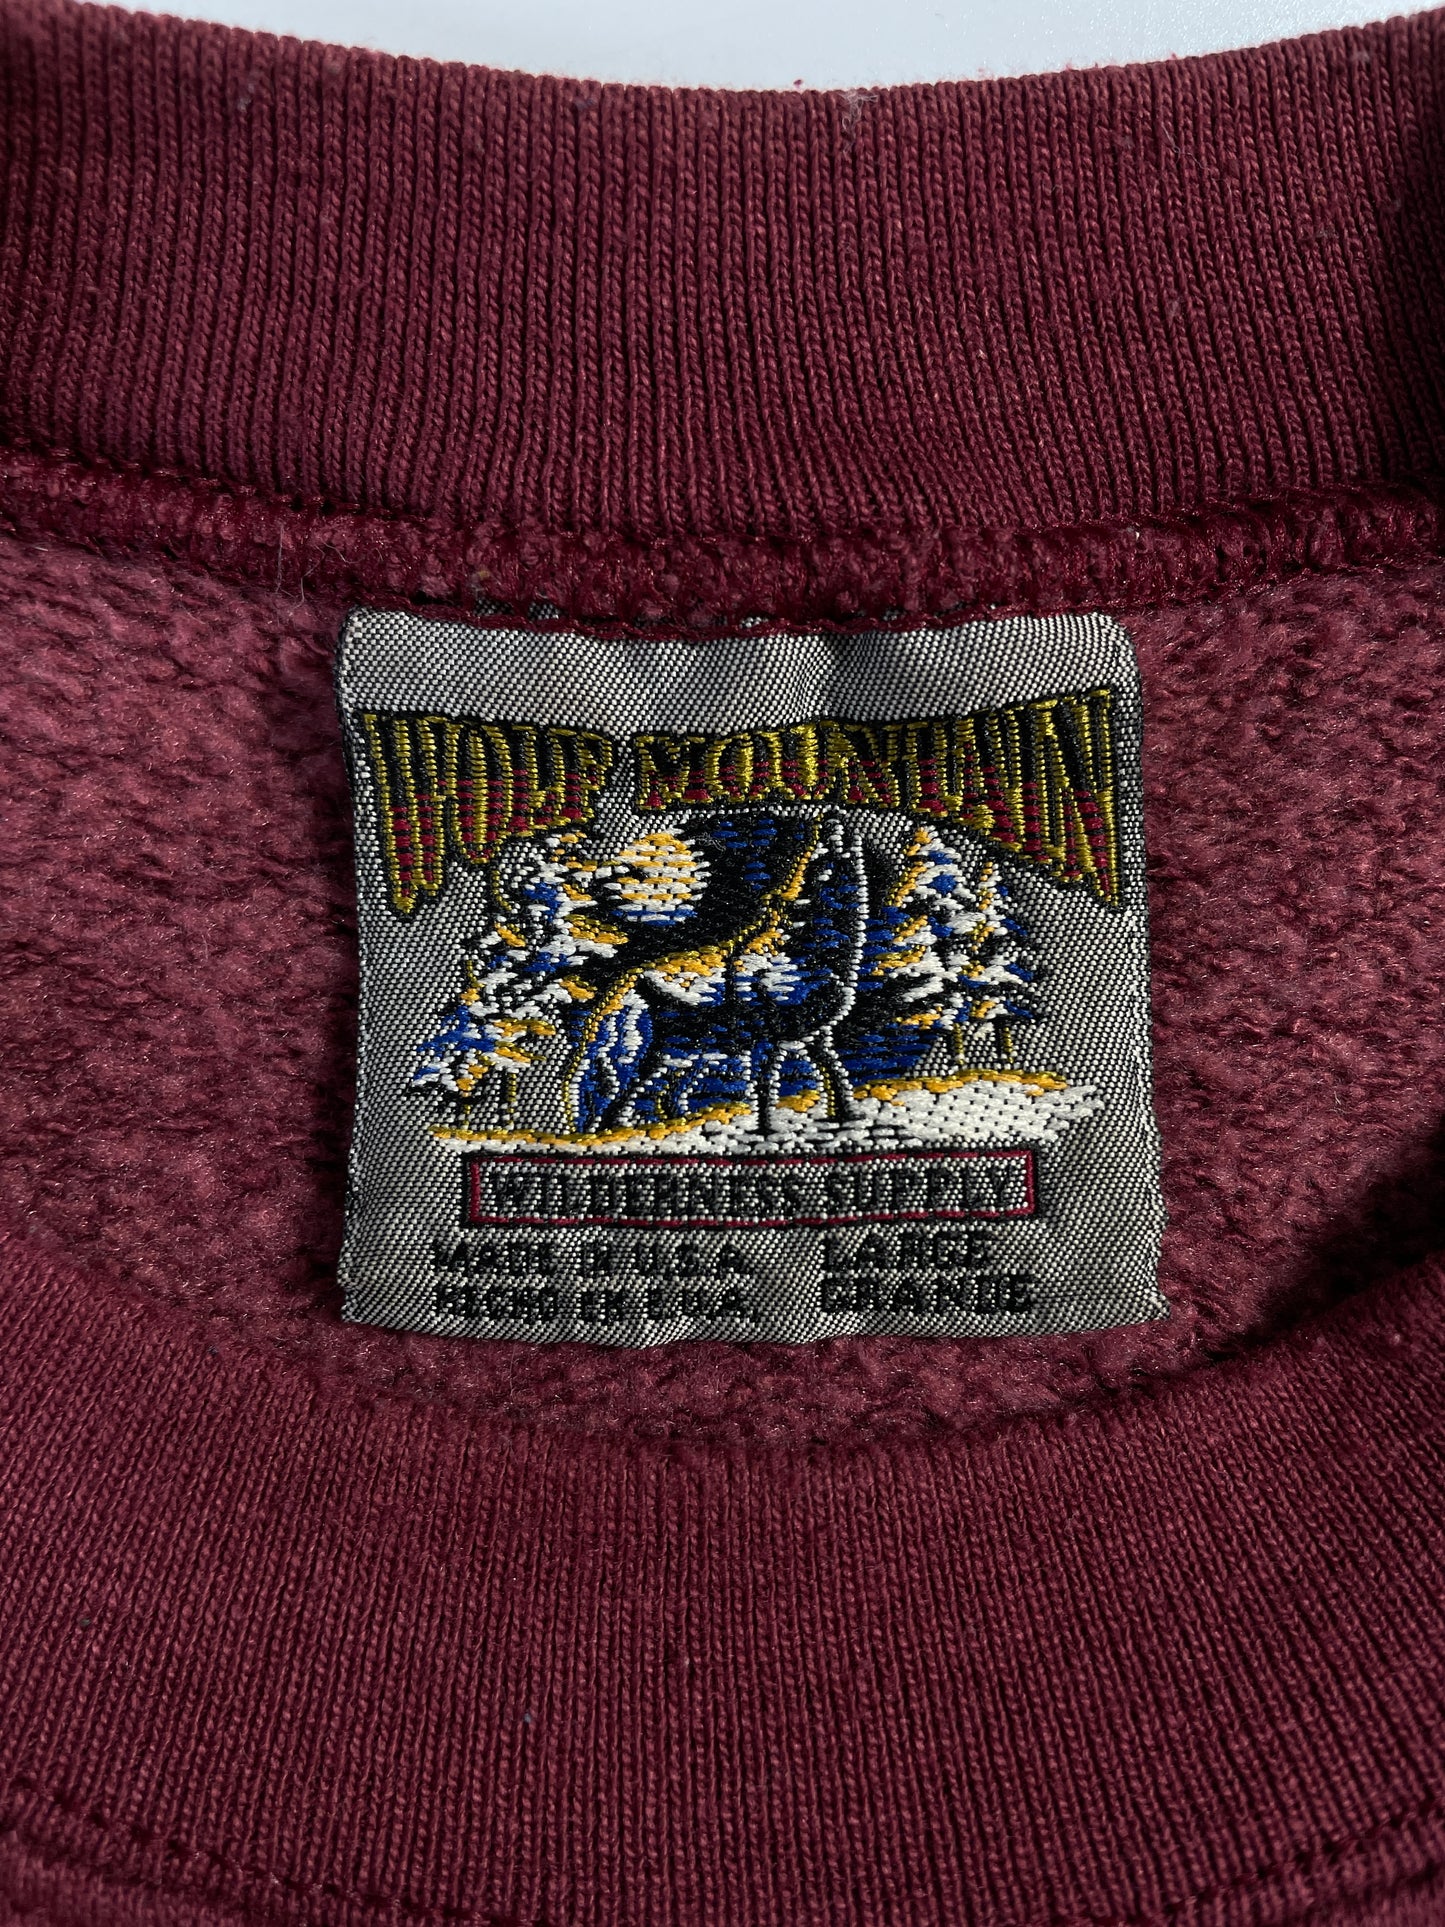 WOLF MOUNTAIN
WILDERNESS SUPPLY
MADE IN U.S.A. LARGE
HECHO EN E.U.A. GRANDE